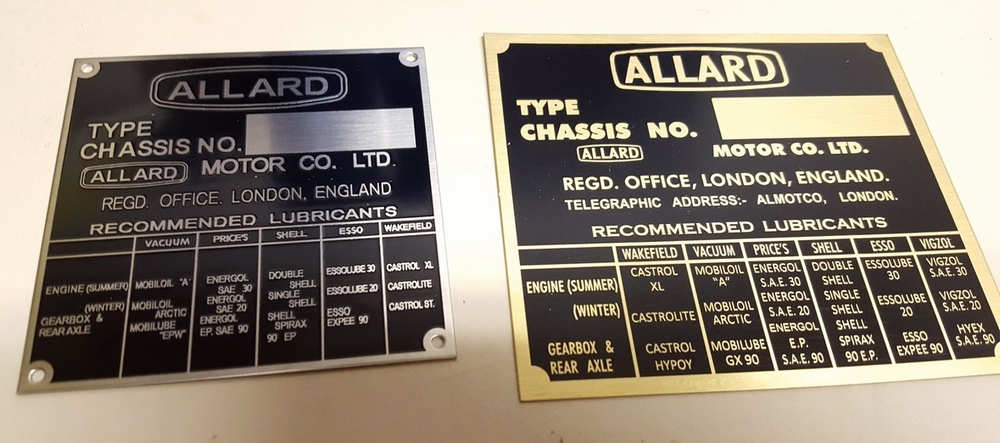 ALLARD
TYPE
CHASSIS NO.
ALLARD MOTOR CO. LTD.
REGD. OFFICE. LONDON, ENGLAND
RECOMMENDED LUBRICANTS
VACUUM PRICE'S SHELL ESSO WAKEFIELD
ENGINE (SUMMER) MOBILOIL "A" ENERGOL SAE 30 DOUBLE SHELL ESSOLUBE 30 CASTROL XL
(WINTER) MOBILOIL ARCTIC ENERGOL SAE 20 SINGLE SHELL ESSOLUBE 20 CASTROLITE
GEARBOX & REAR AXLE MOBILUBE "EPW" ENERGOL EP. SAE 90 SHELL SPIRAX 90 EP ESSO EXPEE 90 CASTROL ST.
ALLARD
TYPE
CHASSIS NO.
ALLARD MOTOR CO. LTD.
REGD. OFFICE, LONDON, ENGLAND.
TELEGRAPHIC ADDRESS:- ALMOTCO, LONDON.
RECOMMENDED LUBRICANTS
WAKEFIELD VACUUM PRICE'S SHELL ESSO VIGZOL
ENGINE (SUMMER) CASTROL XL MOBILOIL "A" ENERGOL S.A.E. 30 DOUBLE SHELL ESSOLUBE 30 VIGZOL S.A.E. 30
(WINTER) CASTROLITE MOBILOIL ARCTIC ENERGOL S.A.E. 20 SINGLE SHELL ESSOLUBE 20 VIGZOL S.A.E. 20
GEARBOX & REAR AXLE CASTROL HYPOY MOBILUBE GX 90 ENERGOL E.P. S.A.E. 90 SHELL SPIRAX 90 E.P. ESSO EXPEE 90 HYEX S.A.E. 90